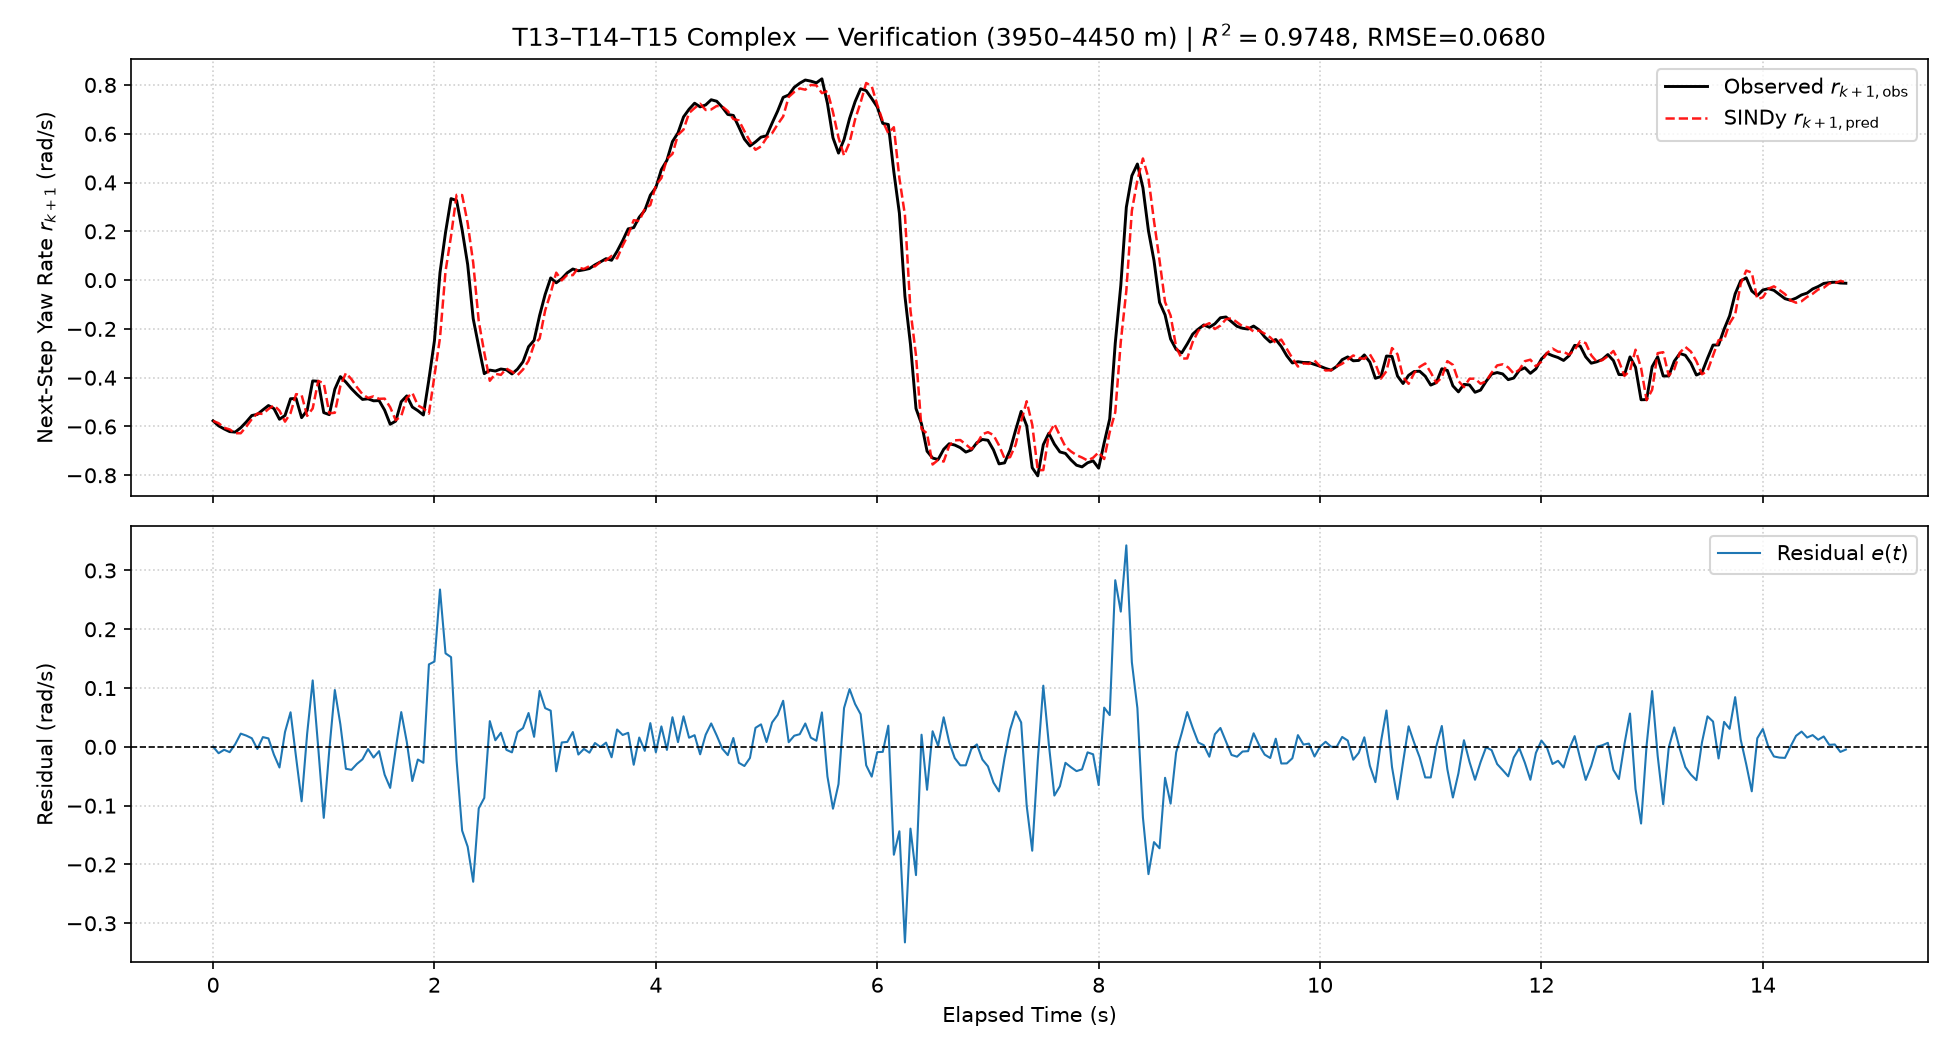 T13–T14–T15 Complex — Verification (3950–4450 m) | $R^2 = 0.9748$, RMSE=0.0680
Next-Step Yaw Rate $r_{k+1}$ (rad/s)
0.8
0.6
0.4
0.2
0.0
−0.2
−0.4
−0.6
−0.8
Observed $r_{k+1,\mathrm{obs}}$
SINDy $r_{k+1,\mathrm{pred}}$
Residual (rad/s)
0.3
0.2
0.1
0.0
−0.1
−0.2
−0.3
Residual $e(t)$
0 2 4 6 8 10 12 14
Elapsed Time (s)